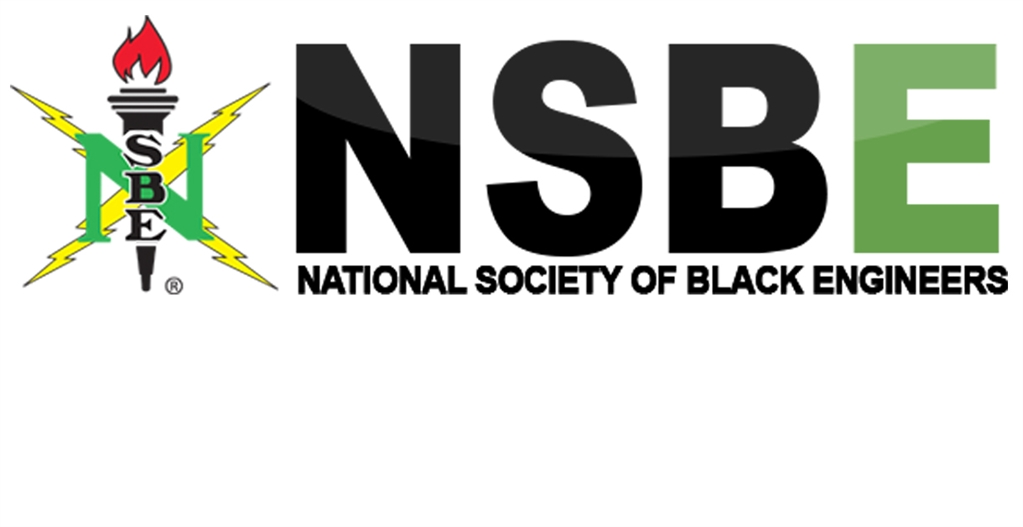 N
S
B
E
®
NSBE
NATIONAL SOCIETY OF BLACK ENGINEERS